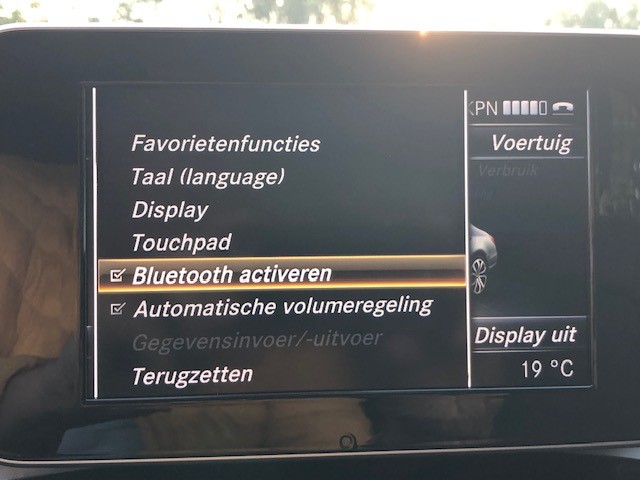 KPN
Favorietenfuncties
Voertuig
Taal (language)
Verbruik
Display
Touchpad
Bluetooth activeren
Automatische volumeregeling
Gegevensinvoer/-uitvoer
Display uit
Terugzetten
19 °C